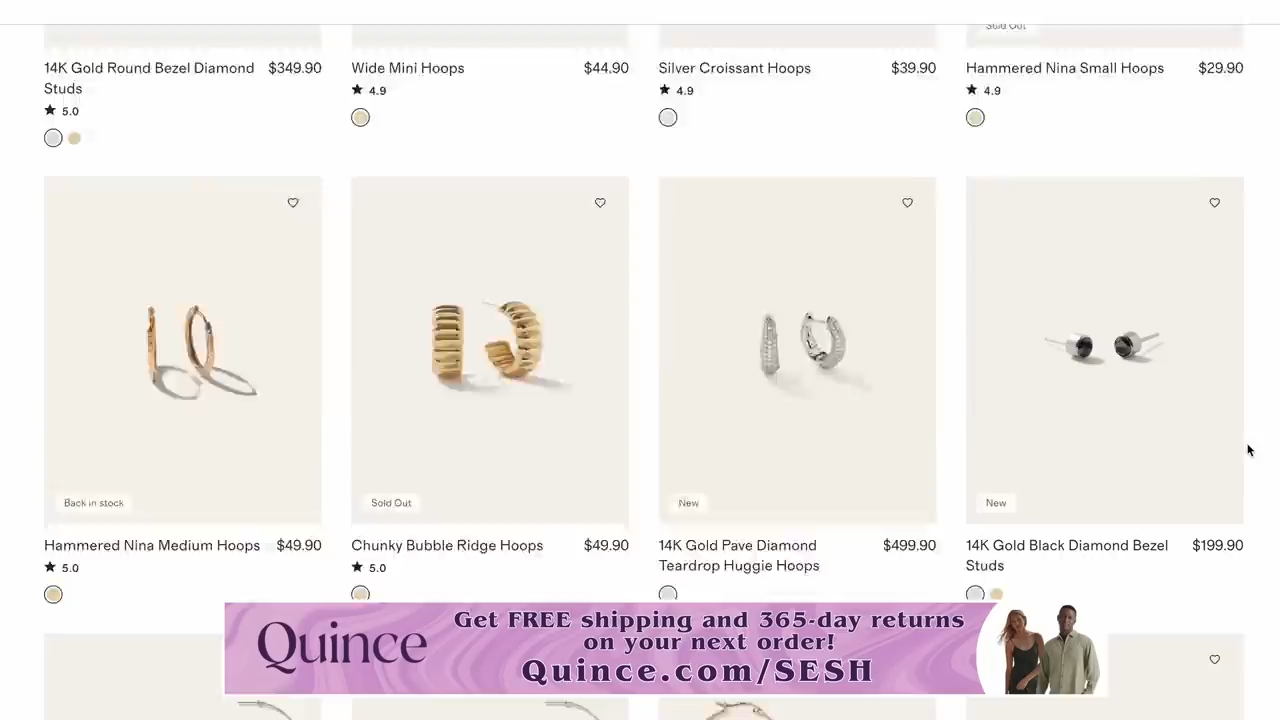 Sold Out
14K Gold Round Bezel Diamond Studs $349.90
5.0
Wide Mini Hoops $44.90
4.9
Silver Croissant Hoops $39.90
4.9
Hammered Nina Small Hoops $29.90
4.9
Back in stock
Hammered Nina Medium Hoops $49.90
5.0
Sold Out
Chunky Bubble Ridge Hoops $49.90
5.0
New
14K Gold Pave Diamond $499.90
Teardrop Huggie Hoops
New
14K Gold Black Diamond Bezel $199.90
Studs
Quince
Get FREE shipping and 365-day returns
on your next order!
Quince.com/SESH